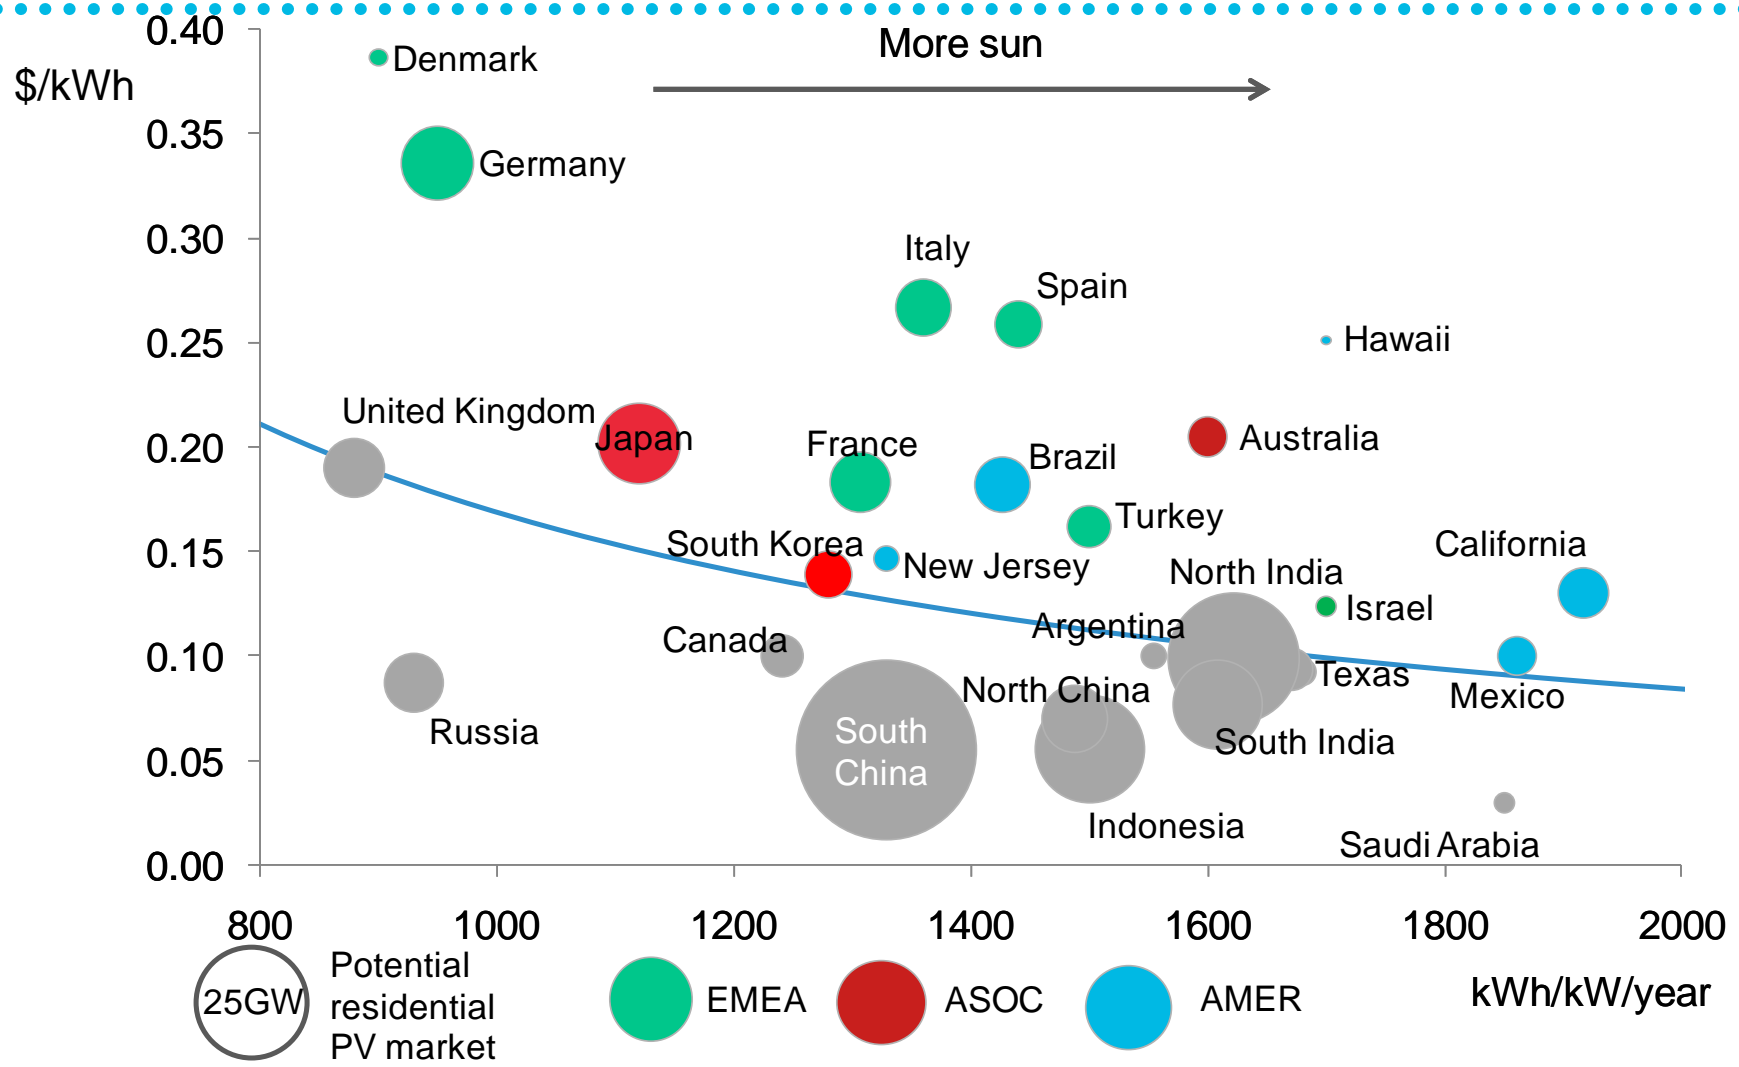 0.40
More sun
Denmark
$/kWh
0.35
Germany
0.30
Italy
Spain
0.25
Hawaii
United Kingdom
0.20
Japan
France
Australia
Brazil
Turkey
0.15
South Korea
New Jersey
California
North India
Israel
Argentina
0.10
Canada
Texas
North China
Mexico
Russia
South
China
South India
0.05
Indonesia
Saudi Arabia
0.00
800 1000 1200 1400 1600 1800 2000
kWh/kW/year
25GW
Potential
residential
PV market
EMEA
ASOC
AMER